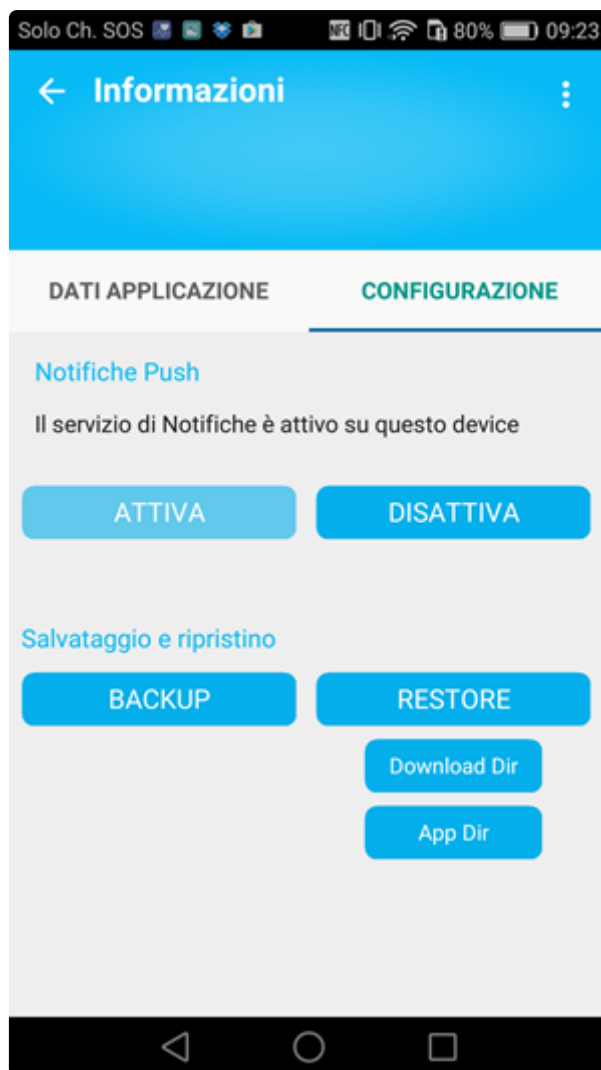 Solo Ch. SOS NFC 80% 09:23
Informazioni
DATI APPLICAZIONE CONFIGURAZIONE
Notifiche Push
Il servizio di Notifiche è attivo su questo device
ATTIVA DISATTIVA
Salvataggio e ripristino
BACKUP RESTORE
Download Dir
App Dir